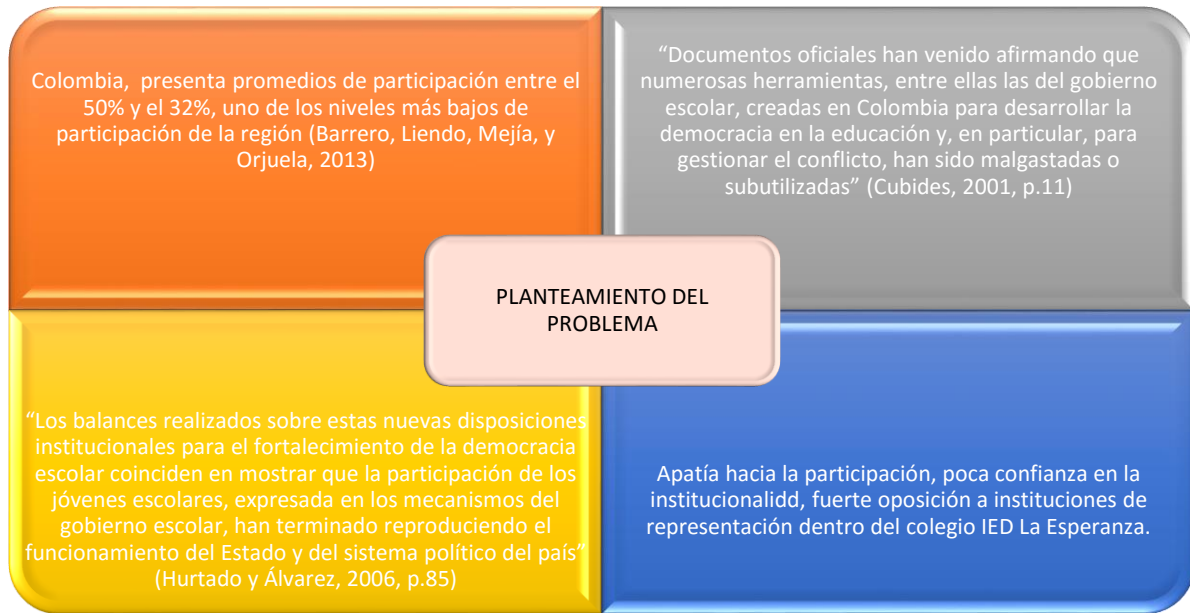 Colombia, presenta promedios de participación entre el
50% y el 32%, uno de los niveles más bajos de
participación de la región (Barrero, Liendo, Mejía, y
Orjuela, 2013)
“Documentos oficiales han venido afirmando que
numerosas herramientas, entre ellas las del gobierno
escolar, creadas en Colombia para desarrollar la
democracia en la educación y, en particular, para
gestionar el conflicto, han sido malgastadas o
subutilizadas” (Cubides, 2001, p.11)
PLANTEAMIENTO DEL
PROBLEMA
“Los balances realizados sobre estas nuevas disposiciones
institucionales para el fortalecimiento de la democracia
escolar coinciden en mostrar que la participación de los
jóvenes escolares, expresada en los mecanismos del
gobierno escolar, han terminado reproduciendo el
funcionamiento del Estado y del sistema político del país”
(Hurtado y Álvarez, 2006, p.85)
Apatía hacia la participación, poca confianza en la
institucionalidd, fuerte oposición a instituciones de
representación dentro del colegio IED La Esperanza.